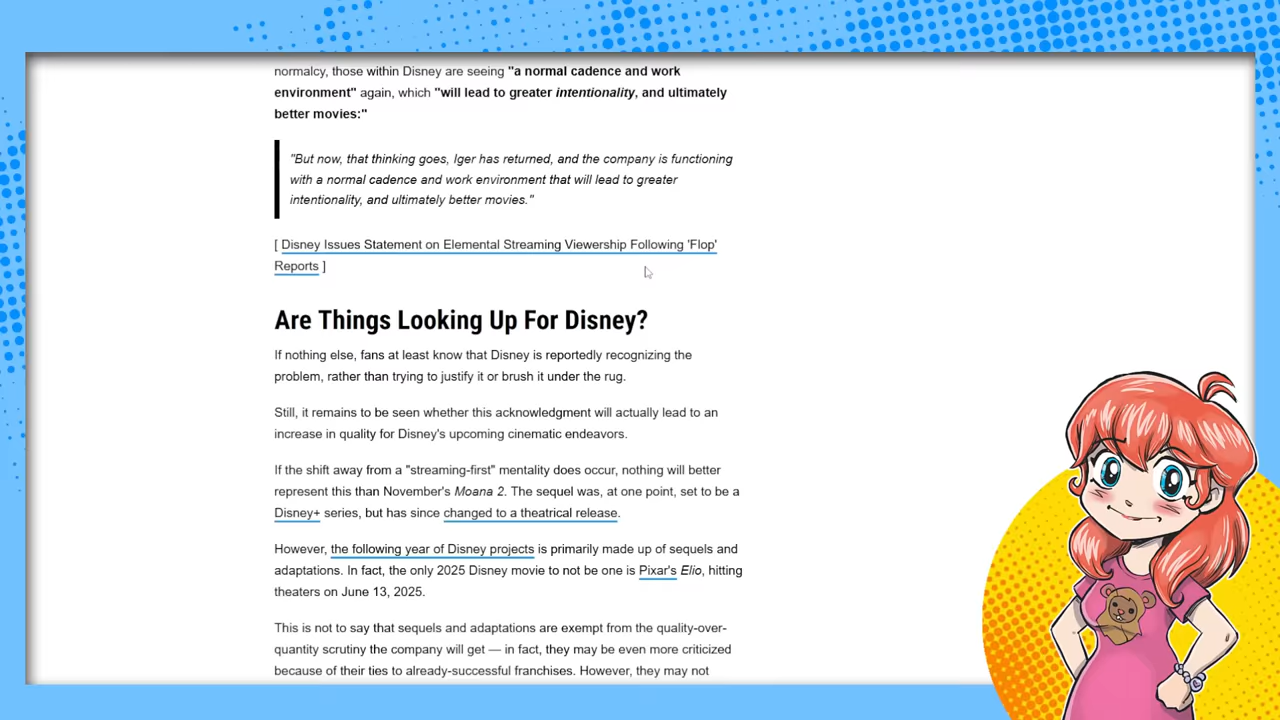 normalcy, those within Disney are seeing "a normal cadence and work
environment" again, which "will lead to greater intentionality, and ultimately
better movies:"
"But now, that thinking goes, Iger has returned, and the company is functioning
with a normal cadence and work environment that will lead to greater
intentionality, and ultimately better movies."
[ Disney Issues Statement on Elemental Streaming Viewership Following 'Flop'
Reports ]
Are Things Looking Up For Disney?
If nothing else, fans at least know that Disney is reportedly recognizing the
problem, rather than trying to justify it or brush it under the rug.
Still, it remains to be seen whether this acknowledgment will actually lead to an
increase in quality for Disney's upcoming cinematic endeavors.
If the shift away from a "streaming-first" mentality does occur, nothing will better
represent this than November's Moana 2. The sequel was, at one point, set to be a
Disney+ series, but has since changed to a theatrical release.
However, the following year of Disney projects is primarily made up of sequels and
adaptations. In fact, the only 2025 Disney movie to not be one is Pixar's Elio, hitting
theaters on June 13, 2025.
This is not to say that sequels and adaptations are exempt from the quality-over-
quantity scrutiny the company will get — in fact, they may be even more criticized
because of their ties to already-successful franchises. However, they may not